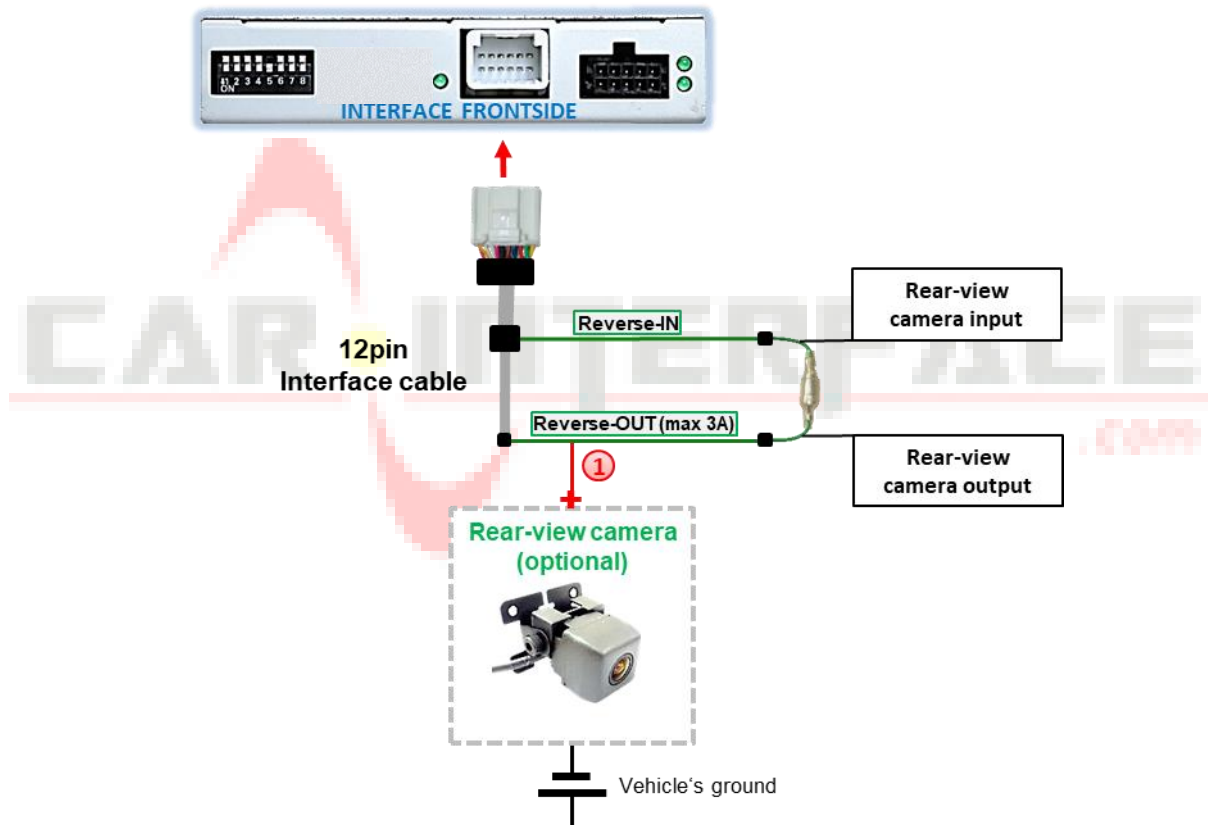 1 2 3 4 5 6 7 8
ON
INTERFACE FRONTSIDE
CAR INTERFACE
.com
Reverse-IN
Rear-view
camera input
12pin
Interface cable
Reverse-OUT (max 3A)
1
Rear-view
camera output
Rear-view camera
(optional)
Vehicle‘s ground